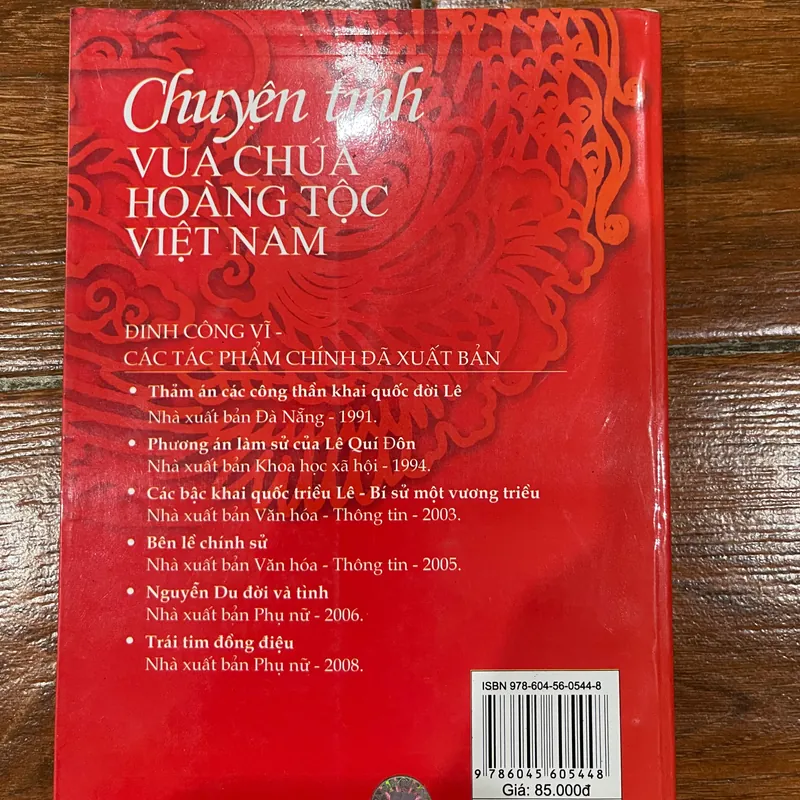 Chuyện tình
VUA CHÚA
HOÀNG TỘC
VIỆT NAM
ĐINH CÔNG VĨ -
CÁC TÁC PHẨM CHÍNH ĐÃ XUẤT BẢN
• Thảm án các công thần khai quốc đời Lê
Nhà xuất bản Đà Nẵng - 1991.
• Phương án làm sử của Lê Quí Đôn
Nhà xuất bản Khoa học xã hội - 1994.
• Các bậc khai quốc triều Lê - Bí sử một vương triều
Nhà xuất bản Văn hóa - Thông tin - 2003.
• Bên lề chính sử
Nhà xuất bản Văn hóa - Thông tin - 2005.
• Nguyễn Du đời và tình
Nhà xuất bản Phụ nữ - 2006.
• Trái tim đồng điệu
Nhà xuất bản Phụ nữ - 2008.
ISBN 978-604-56-0544-8
9 786045 605448
Giá: 85.000đ